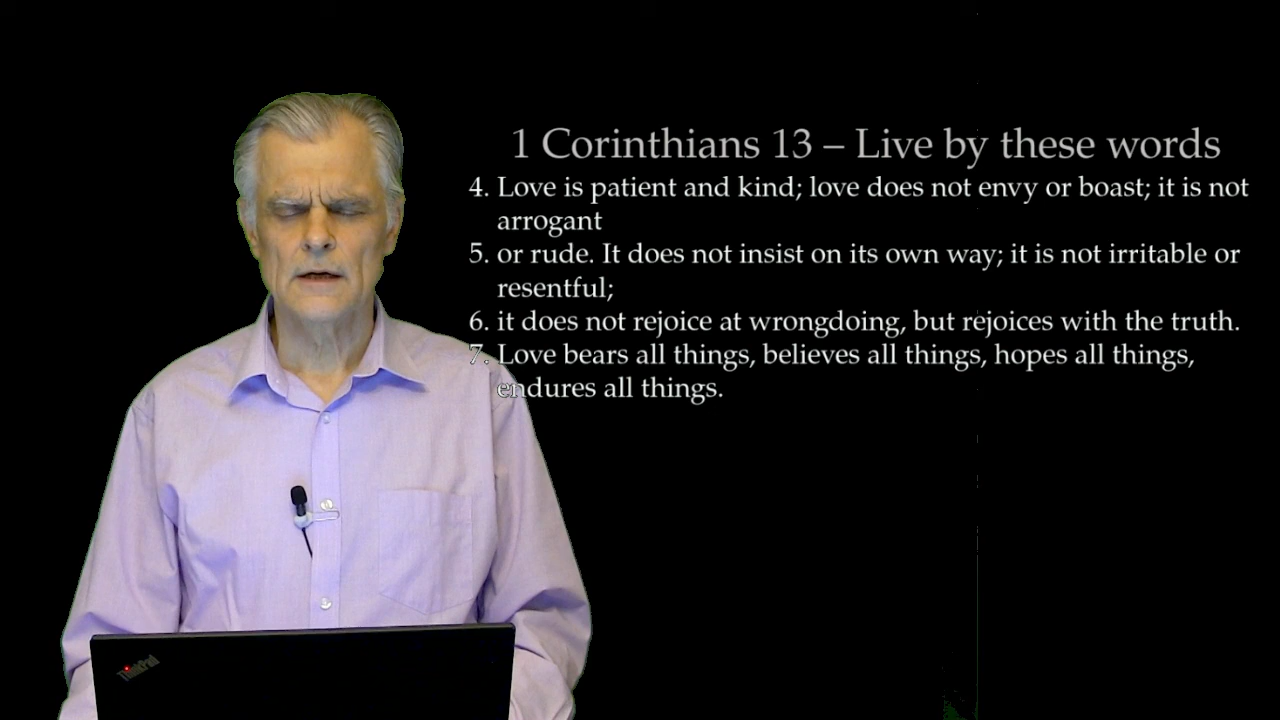 1 Corinthians 13 – Live by these words
4. Love is patient and kind; love does not envy or boast; it is not
arrogant
5. or rude. It does not insist on its own way; it is not irritable or
resentful;
6. it does not rejoice at wrongdoing, but rejoices with the truth.
7. Love bears all things, believes all things, hopes all things,
endures all things.
ThinkPad